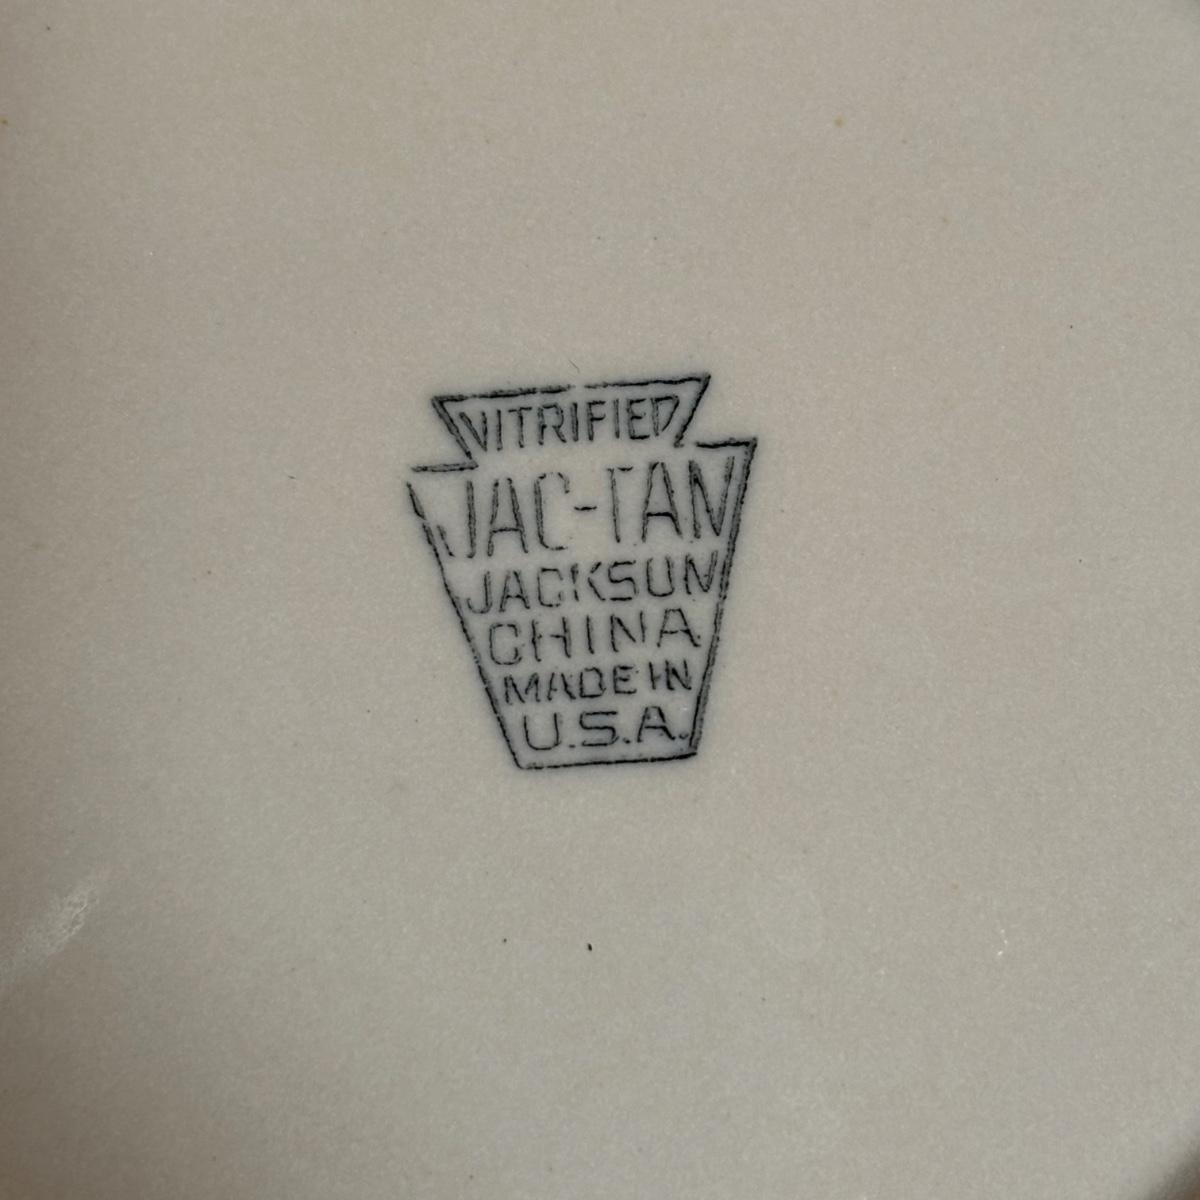 VITRIFIED
JAC-TAN
JACKSON
CHINA
MADE IN
U.S.A.